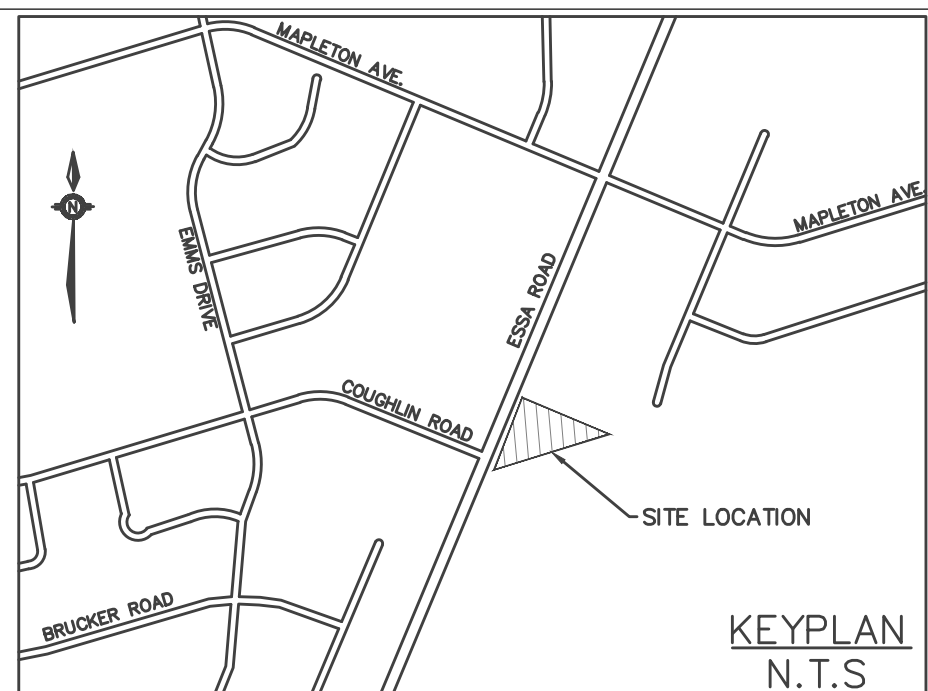 MAPLETON AVE.
N
MAPLETON AVE.
EMMS DRIVE
ESSA ROAD
COUGHLIN ROAD
SITE LOCATION
BRUCKER ROAD
KEYPLAN
N.T.S